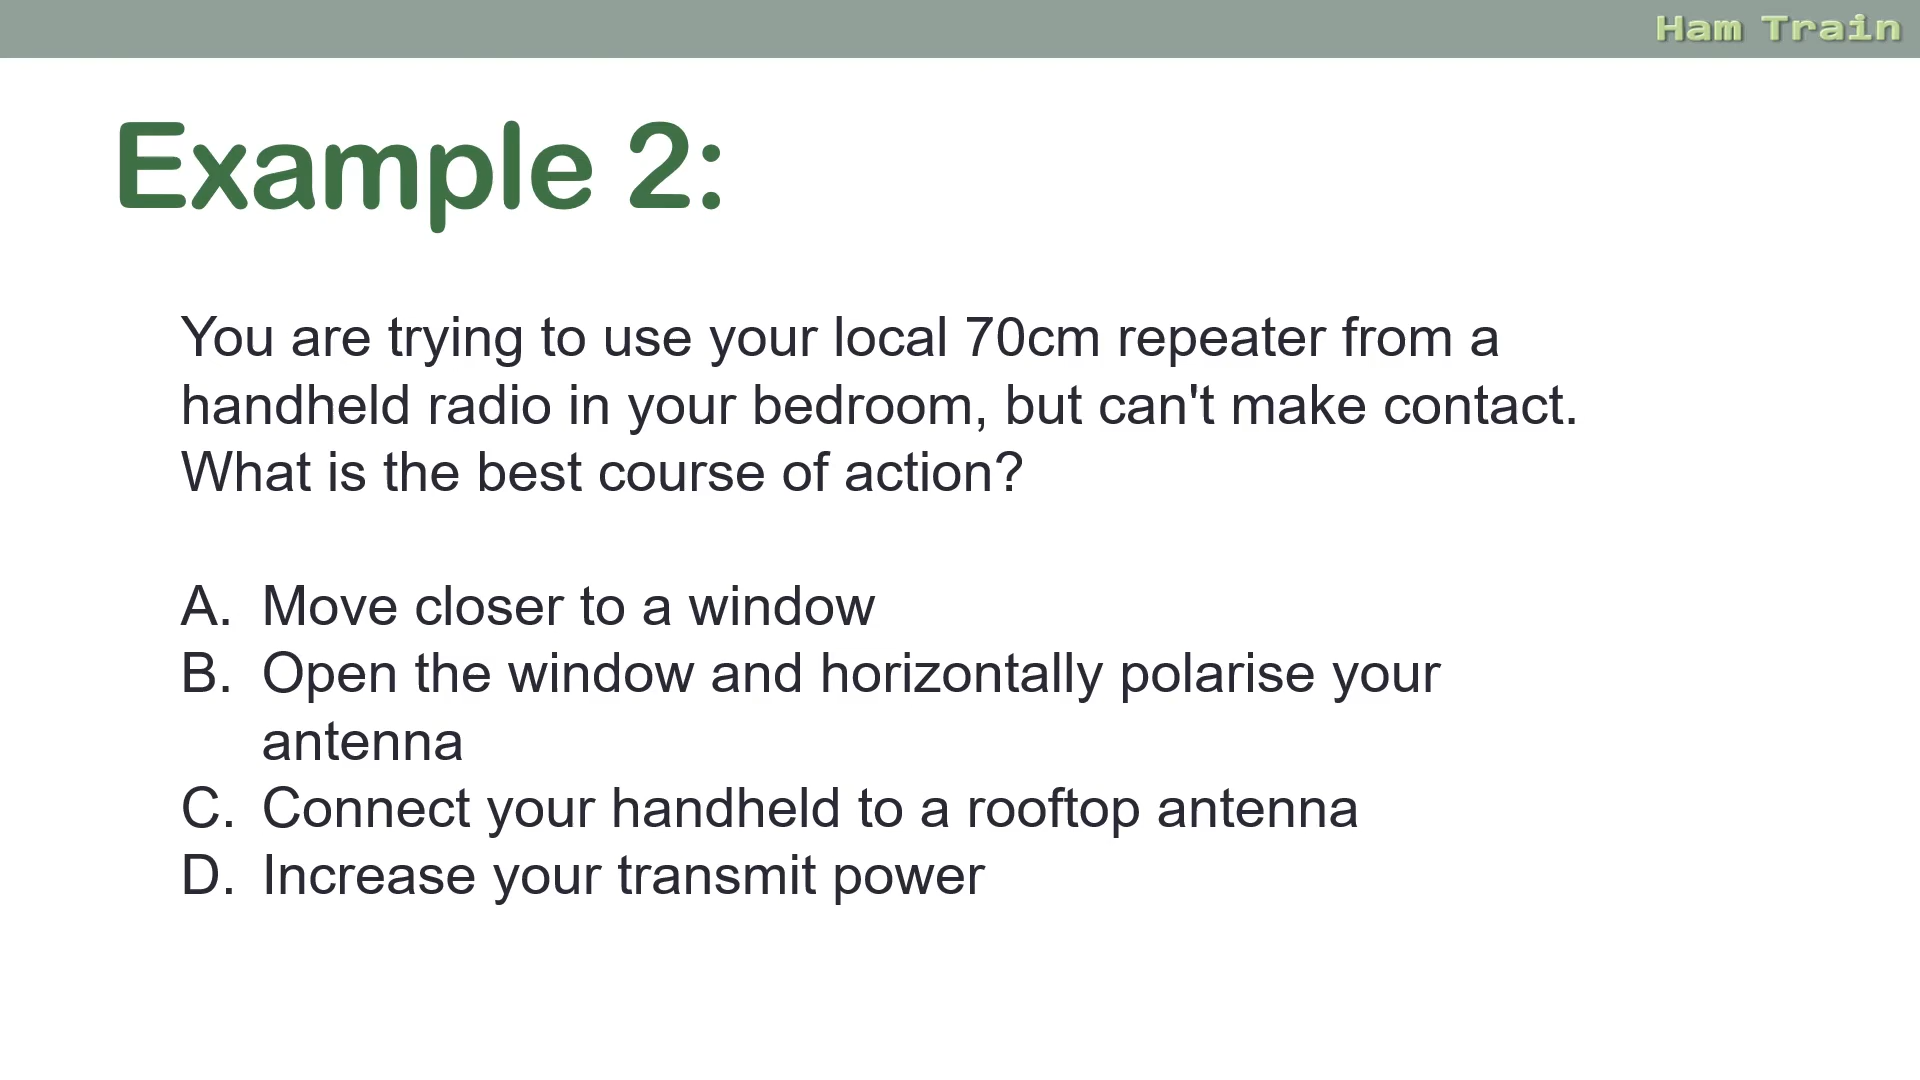 Ham Train
Example 2:
You are trying to use your local 70cm repeater from a
handheld radio in your bedroom, but can't make contact.
What is the best course of action?
A. Move closer to a window
B. Open the window and horizontally polarise your
antenna
C. Connect your handheld to a rooftop antenna
D. Increase your transmit power